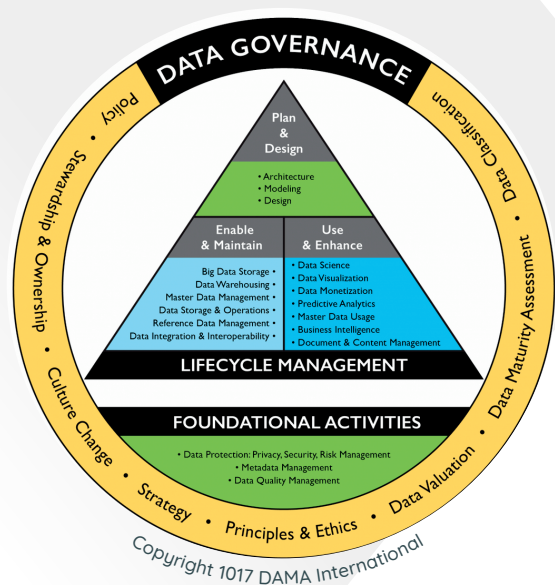 DATA GOVERNANCE
Policy • Stewardship & Ownership • Culture Change • Strategy • Principles & Ethics • Data Valuation • Data Maturity Assessment • Data Classification
Plan
&
Design
• Architecture
• Modeling
• Design
Enable
& Maintain
Big Data Storage •
Data Warehousing •
Master Data Management •
Data Storage & Operations •
Reference Data Management •
Data Integration & Interoperability •
Use
& Enhance
• Data Science
• Data Visualization
• Data Monetization
• Predictive Analytics
• Master Data Usage
• Business Intelligence
• Document & Content Management
LIFECYCLE MANAGEMENT
FOUNDATIONAL ACTIVITIES
• Data Protection: Privacy, Security, Risk Management
• Metadata Management
• Data Quality Management
Copyright 1017 DAMA International